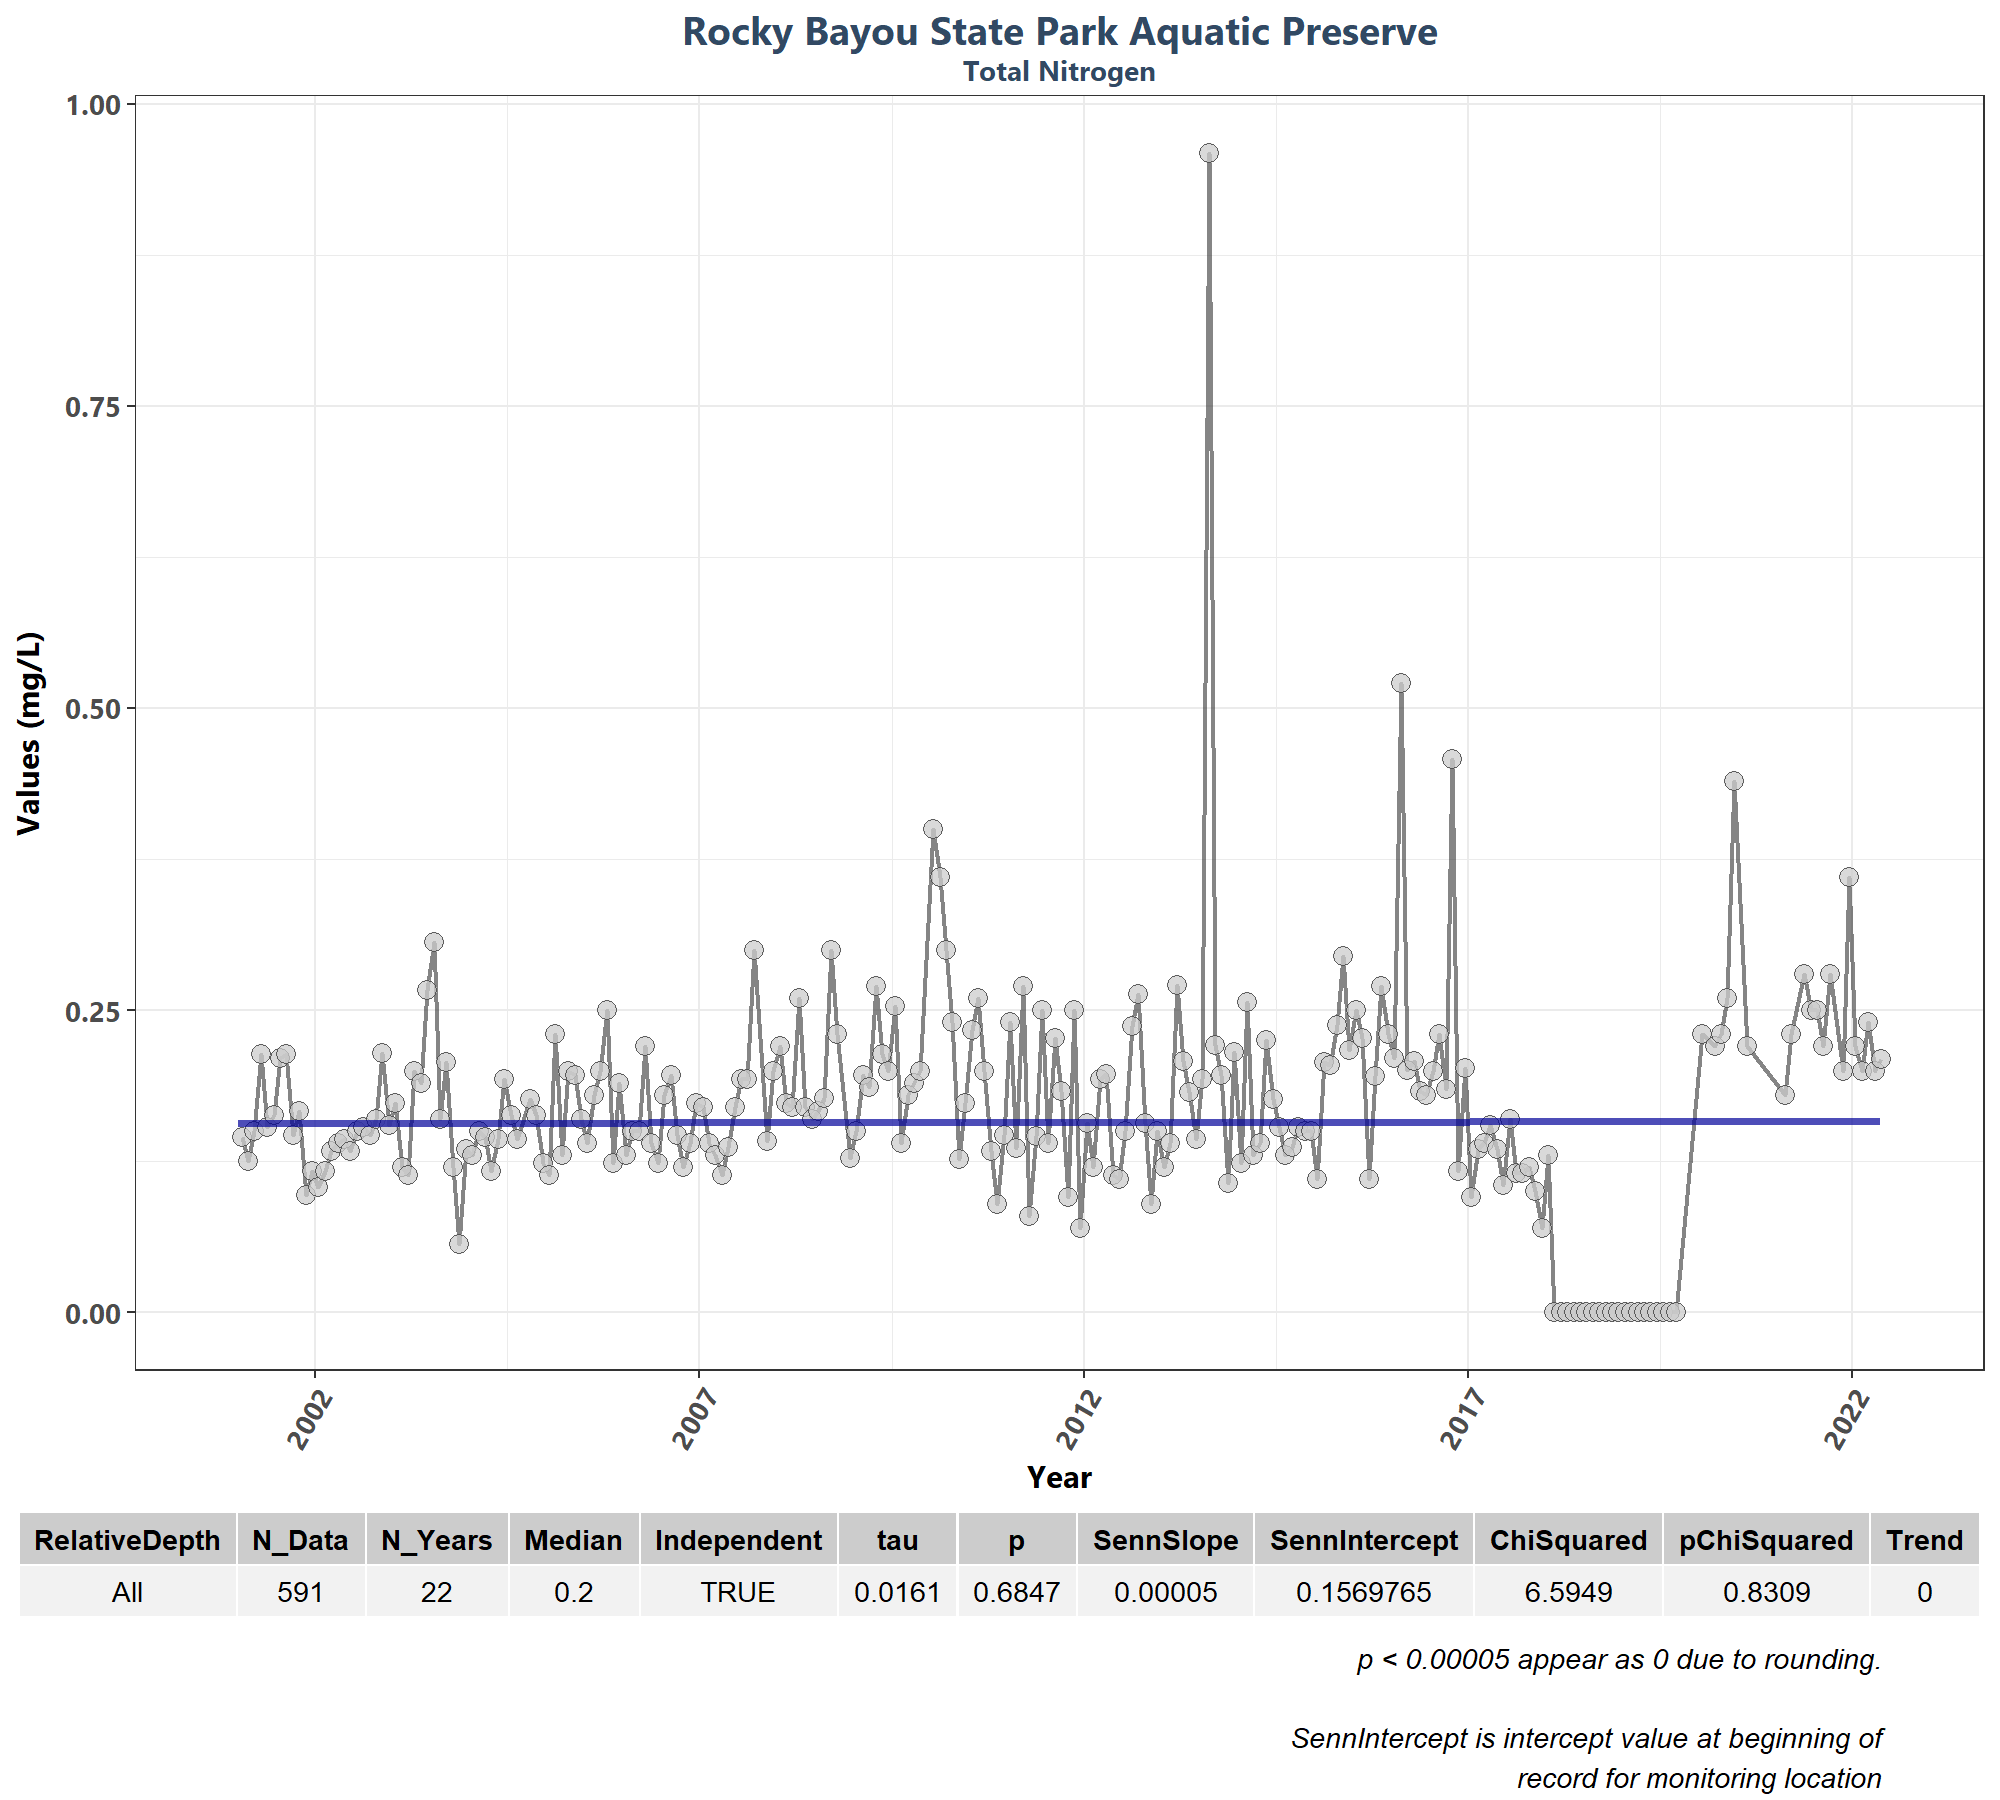 Rocky Bayou State Park Aquatic Preserve
Total Nitrogen
1.00
0.75
0.50
0.25
0.00
Values (mg/L)
2002
2007
2012
2017
2022
Year
RelativeDepth N_Data N_Years Median Independent tau p SennSlope SennIntercept ChiSquared pChiSquared Trend
All 591 22 0.2 TRUE 0.0161 0.6847 0.00005 0.1569765 6.5949 0.8309 0
p < 0.00005 appear as 0 due to rounding.
SennIntercept is intercept value at beginning of
record for monitoring location